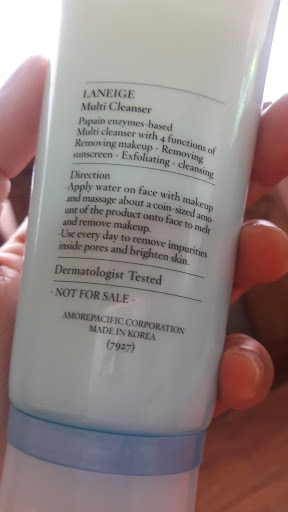 LANEIGE
Multi Cleanser
Papain enzymes-based
Multi cleanser with 4 functions of
Removing makeup - Removing
sunscreen - Exfoliating - cleansing
Direction
·Apply water on face with makeup
and massage about a coin-sized amo-
unt of the product onto face to melt
and remove makeup.
·Use every day to remove impurities
inside pores and brighten skin.
Dermatologist Tested
· NOT FOR SALE ·
AMOREPACIFIC CORPORATION
MADE IN KOREA
(7927)